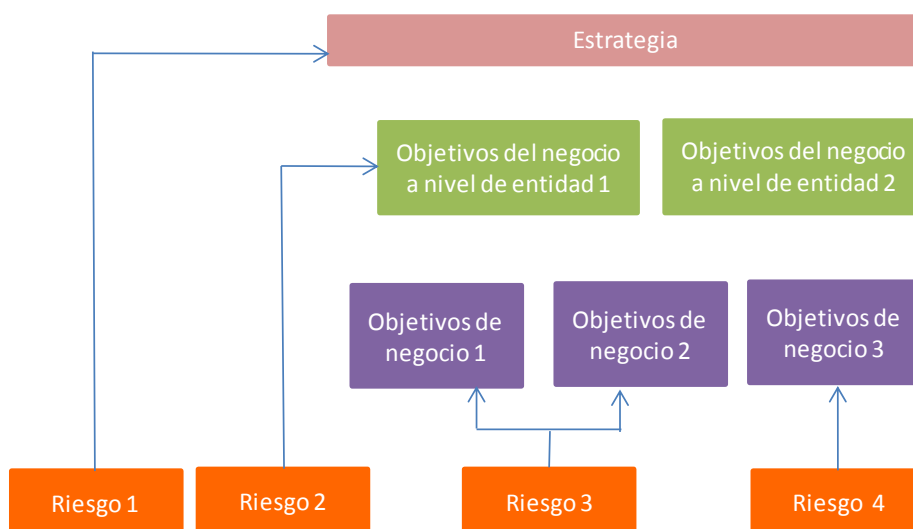 Estrategia
Objetivos del negocio
a nivel de entidad 1
Objetivos del negocio
a nivel de entidad 2
Objetivos de
negocio 1
Objetivos de
negocio 2
Objetivos de
negocio 3
Riesgo 1
Riesgo 2
Riesgo 3
Riesgo 4